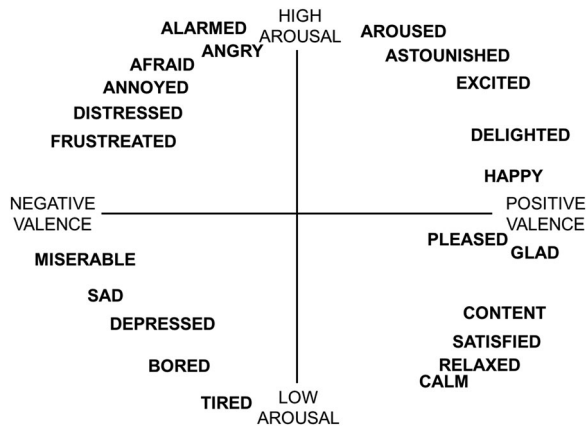 HIGH
AROUSAL
ALARMED
ANGRY
AFRAID
ANNOYED
DISTRESSED
FRUSTREATED
AROUSED
ASTOUNISHED
EXCITED
DELIGHTED
HAPPY
NEGATIVE
VALENCE
POSITIVE
VALENCE
MISERABLE
SAD
DEPRESSED
BORED
TIRED
PLEASED
GLAD
CONTENT
SATISFIED
RELAXED
CALM
LOW
AROUSAL